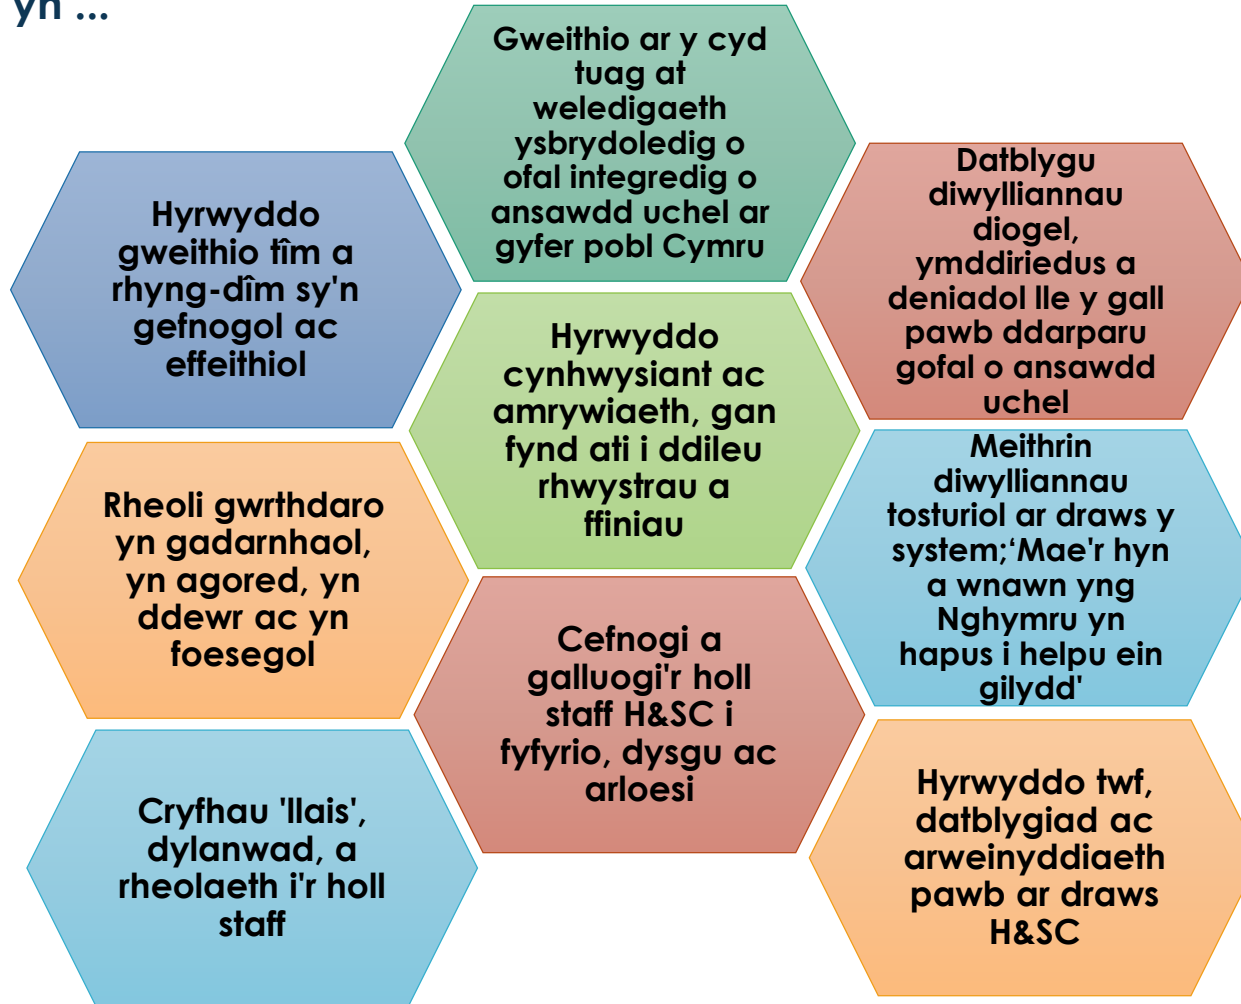 yn ...
Gweithio ar y cyd
tuag at
weledigaeth
ysbrydoledig o
ofal integredig o
ansawdd uchel ar
gyfer pobl Cymru
Hyrwyddo
gweithio tîm a
rhyng-dîm sy'n
gefnogol ac
effeithiol
Datblygu
diwylliannau
diogel,
ymddiriedus a
deniadol lle y gall
pawb ddarparu
gofal o ansawdd
uchel
Hyrwyddo
cynhwysiant ac
amrywiaeth, gan
fynd ati i ddileu
rhwystrau a
ffiniau
Rheoli gwrthdaro
yn gadarnhaol,
yn agored, yn
ddewr ac yn
foesegol
Meithrin
diwylliannau
tosturiol ar draws y
system;‘Mae'r hyn
a wnawn yng
Nghymru yn
hapus i helpu ein
gilydd'
Cefnogi a
galluogi'r holl
staff H&SC i
fyfyrio, dysgu ac
arloesi
Cryfhau 'llais',
dylanwad, a
rheolaeth i'r holl
staff
Hyrwyddo twf,
datblygiad ac
arweinyddiaeth
pawb ar draws
H&SC